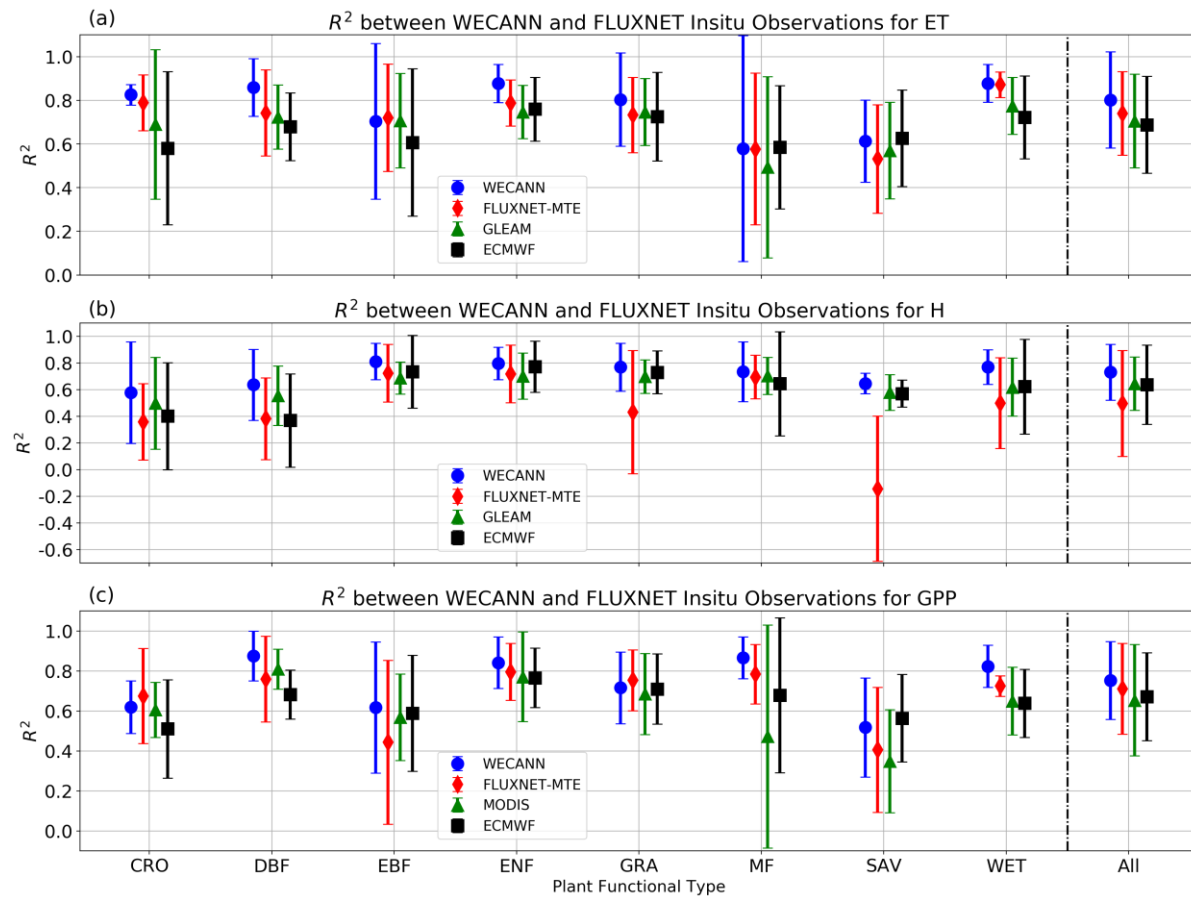 (a)
R² between WECANN and FLUXNET Insitu Observations for ET
1.0
0.8
0.6
0.4
0.2
0.0
R²
WECANN
FLUXNET-MTE
GLEAM
ECMWF
(b)
R² between WECANN and FLUXNET Insitu Observations for H
1.0
0.8
0.6
0.4
0.2
0.0
-0.2
-0.4
-0.6
R²
WECANN
FLUXNET-MTE
GLEAM
ECMWF
(c)
R² between WECANN and FLUXNET Insitu Observations for GPP
1.0
0.8
0.6
0.4
0.2
0.0
R²
WECANN
FLUXNET-MTE
MODIS
ECMWF
CRO DBF EBF ENF GRA MF SAV WET All
Plant Functional Type